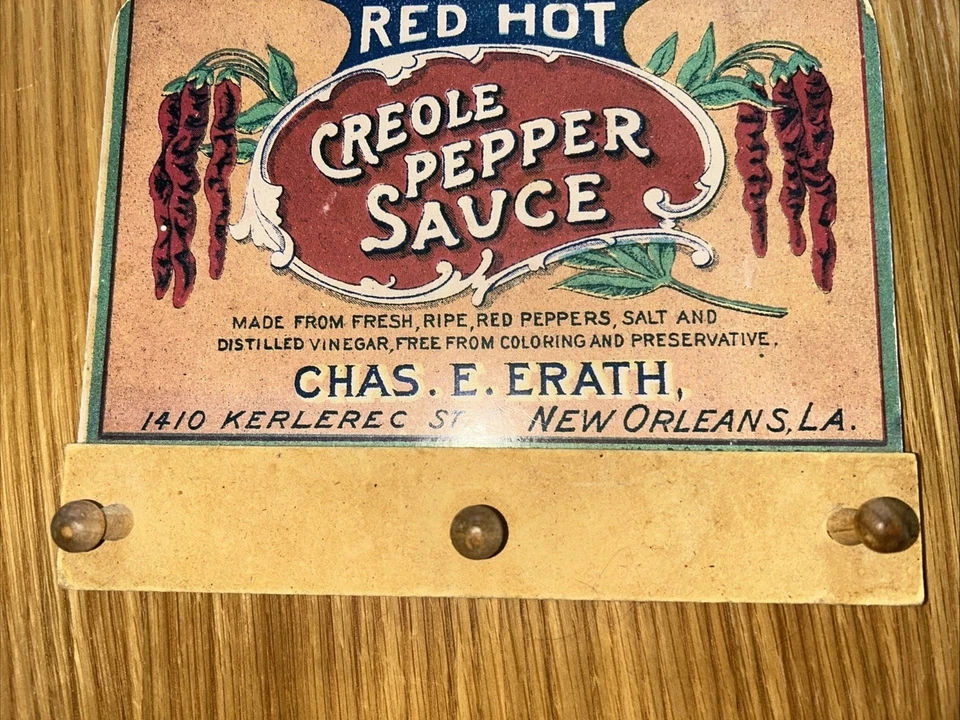 RED HOT
CREOLE
PEPPER
SAUCE
MADE FROM FRESH, RIPE, RED PEPPERS, SALT AND
DISTILLED VINEGAR, FREE FROM COLORING AND PRESERVATIVE.
CHAS. E. ERATH,
1410 KERLEREC ST NEW ORLEANS, LA.